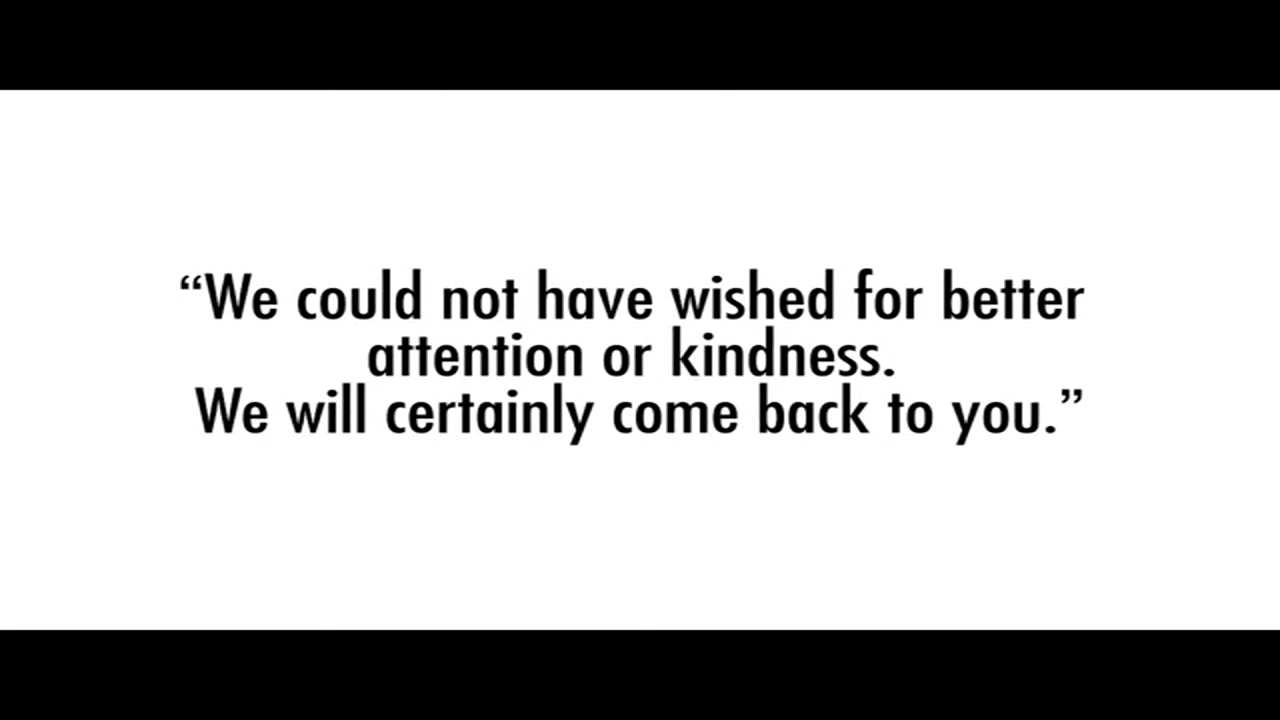 “We could not have wished for better
attention or kindness.
We will certainly come back to you.”